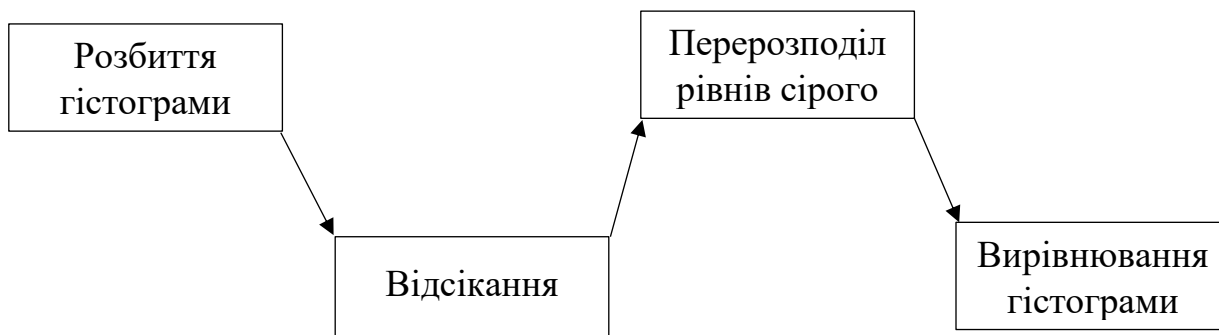 Розбиття
гістограми
Відсікання
Перерозподіл
рівнів сірого
Вирівнювання
гістограми